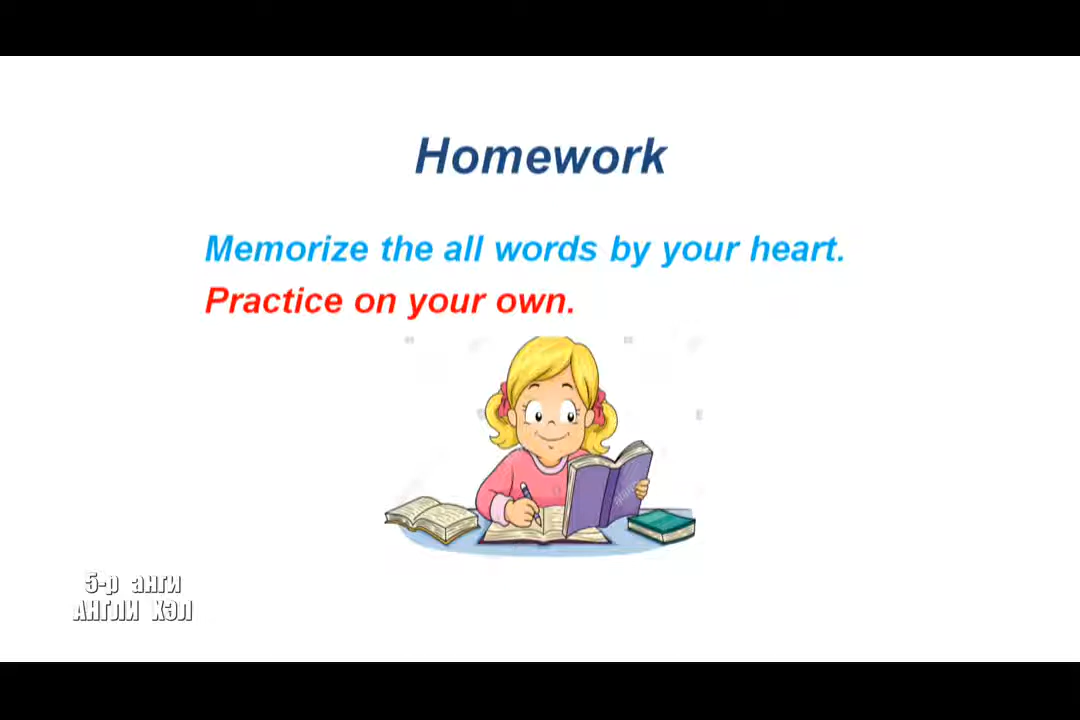 Homework
Memorize the all words by your heart.
Practice on your own.
5-р анги
АНГЛИ ХЭЛ